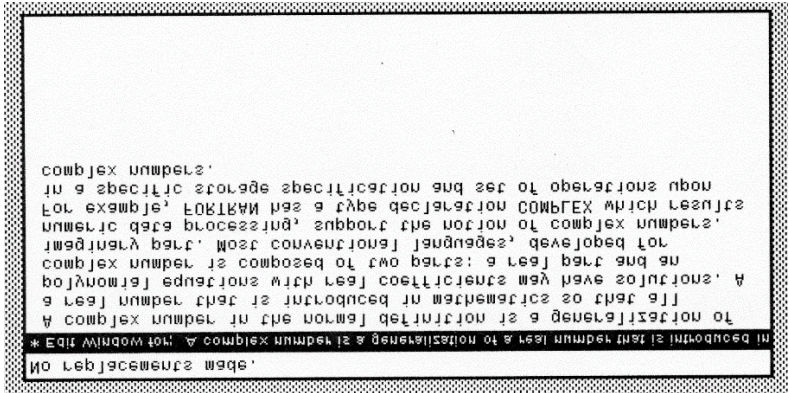 No replacements made.
* Edit Window for; A complex number is a generalization of a real number that is introduced in
A complex number in the normal definition is a generalization of
a real number that is introduced in mathematics so that all
polynomial equations with real coefficients may have solutions. A
complex number is composed of two parts: a real part and an
imaginary part. Most conventional languages, developed for
numeric data processing, support the notion of complex numbers.
For example, FORTRAN has a type declaration COMPLEX which results
in a specific storage specification and set of operations upon
complex numbers.